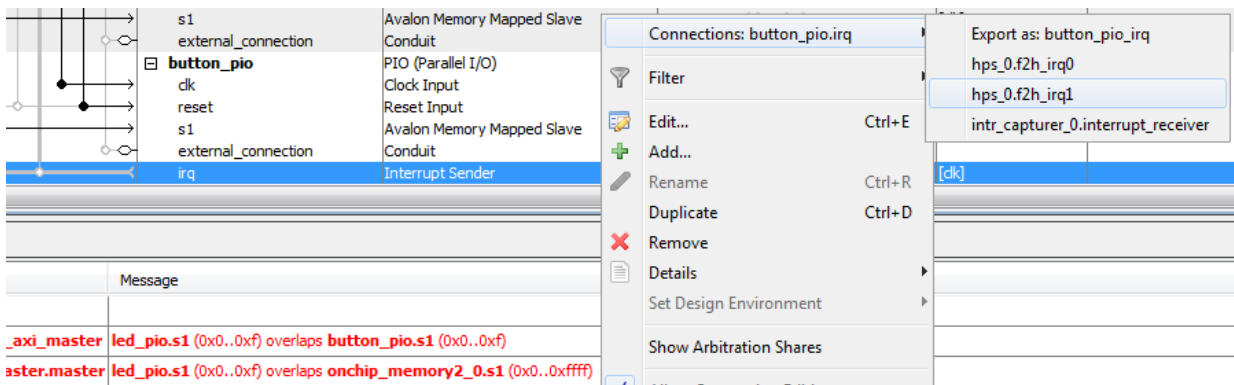 s1 Avalon Memory Mapped Slave
external_connection Conduit
button_pio PIO (Parallel I/O)
clk Clock Input
reset Reset Input
s1 Avalon Memory Mapped Slave
external_connection Conduit
irq Interrupt Sender [clk]
Connections: button_pio.irq
Filter
Edit... Ctrl+E
Add...
Rename Ctrl+R
Duplicate Ctrl+D
Remove
Details
Set Design Environment
Show Arbitration Shares
Export as: button_pio_irq
hps_0.f2h_irq0
hps_0.f2h_irq1
intr_capturer_0.interrupt_receiver
Message
_axi_master led_pio.s1 (0x0..0xf) overlaps button_pio.s1 (0x0..0xf)
aster.master led_pio.s1 (0x0..0xf) overlaps onchip_memory2_0.s1 (0x0..0xffff)